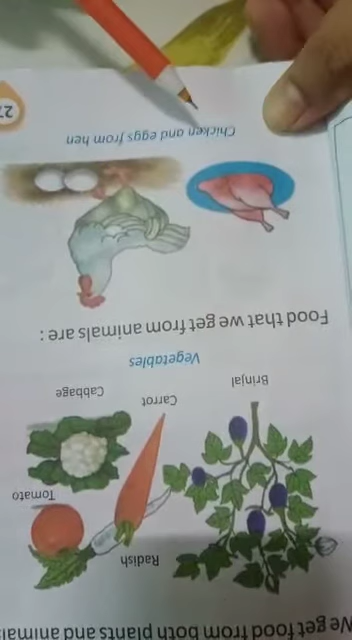 We get food from both plants and animals
Radish
Tomato
Brinjal
Carrot
Cabbage
Vegetables
Food that we get from animals are :
Chicken and eggs from hen